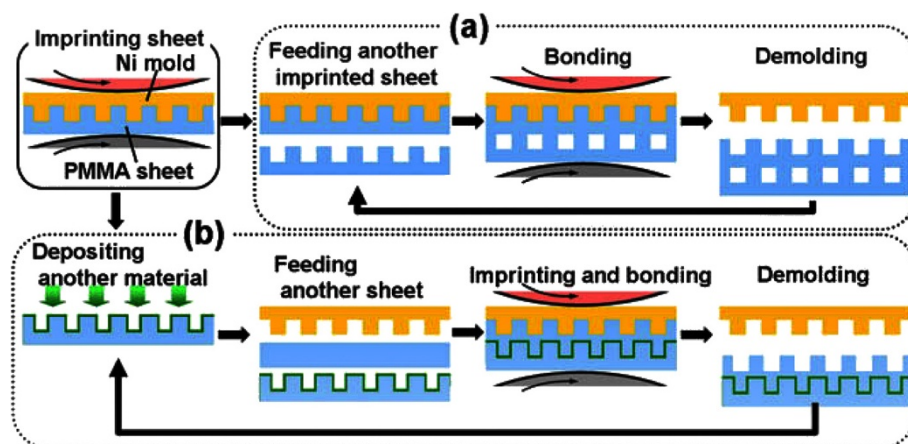 Imprinting sheet
Ni mold
PMMA sheet
(a)
Feeding another
imprinted sheet
Bonding
Demolding
(b)
Depositing
another material
Feeding
another sheet
Imprinting and bonding
Demolding